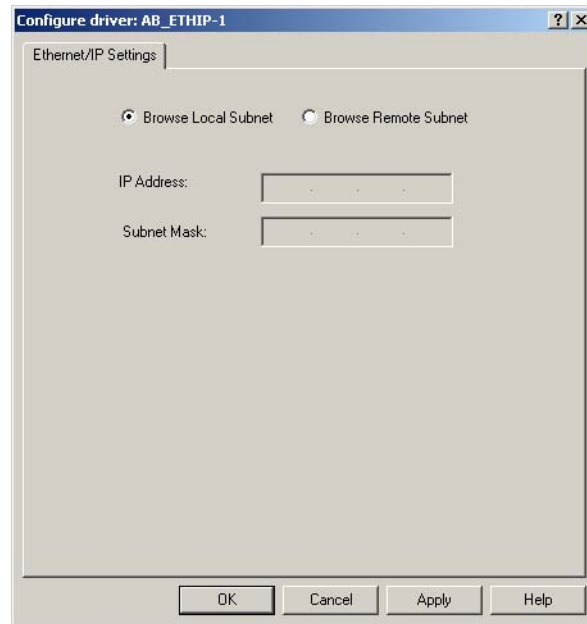 Configure driver: AB_ETHIP-1
Ethernet/IP Settings
Browse Local Subnet Browse Remote Subnet
IP Address:
Subnet Mask:
OK Cancel Apply Help